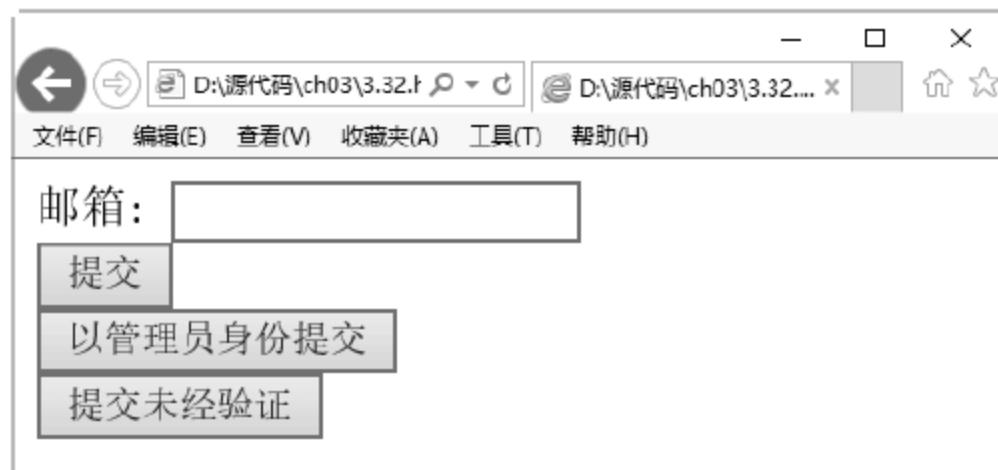 D:\源代码\ch03\3.32.h
D:\源代码\ch03\3.32....
文件(F) 编辑(E) 查看(V) 收藏夹(A) 工具(T) 帮助(H)
邮箱：
提交
以管理员身份提交
提交未经验证